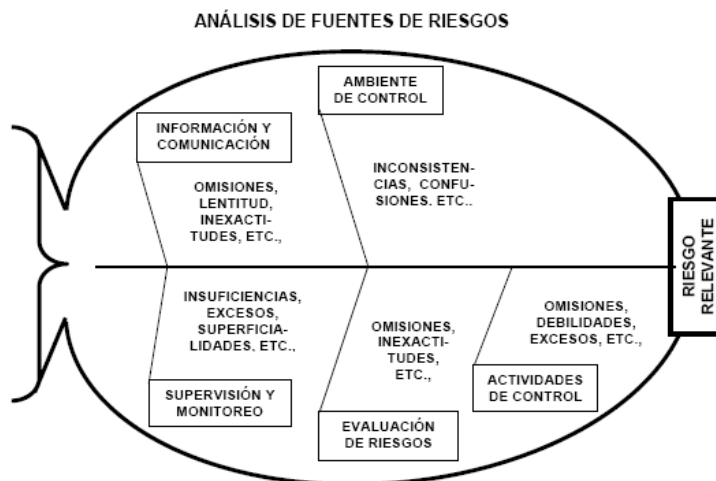 ANÁLISIS DE FUENTES DE RIESGOS
AMBIENTE
DE CONTROL
INFORMACIÓN Y
COMUNICACIÓN
INCONSISTEN-
CIAS, CONFU-
SIONES. ETC..
OMISIONES,
LENTITUD,
INEXACTI-
TUDES, ETC.,
RIESGO
RELEVANTE
INSUFICIENCIAS,
EXCESOS,
SUPERFICIA-
LIDADES, ETC.,
OMISIONES,
INEXACTI-
TUDES,
ETC.,
OMISIONES,
DEBILIDADES,
EXCESOS, ETC.,
SUPERVISIÓN Y
MONITOREO
EVALUACIÓN
DE RIESGOS
ACTIVIDADES
DE CONTROL